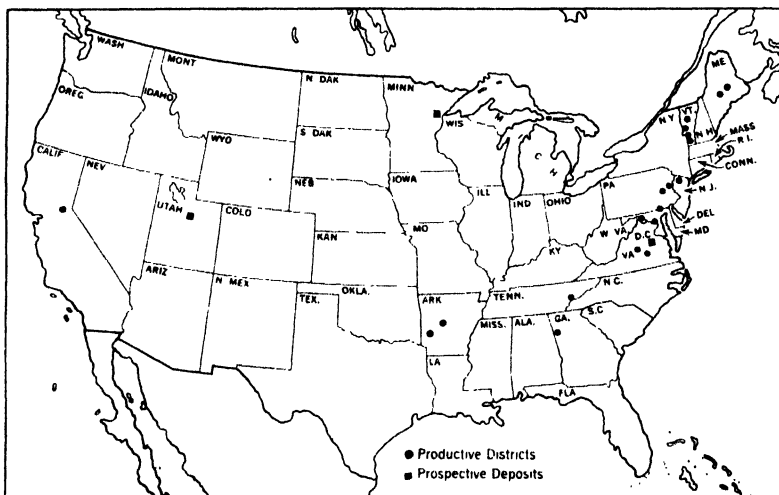 WASH
MONT
N DAK
MINN
ME
OREG
IDAHO
WIS
M
I
C
H
N Y
VT.
N H
MASS
R I.
CONN.
S DAK
WYO
CALIF
NEV
NEB
IOWA
PA
N J.
UTAH
COLO
ILL
IND
OHIO
DEL
MD
W VA
D.C
VA
KAN
MO
KY
ARIZ
N MEX
OKLA.
TEX.
ARK
TENN.
N C.
MISS.
ALA.
GA.
S.C
LA
FLA
● Productive Districts
■ Prospective Deposits